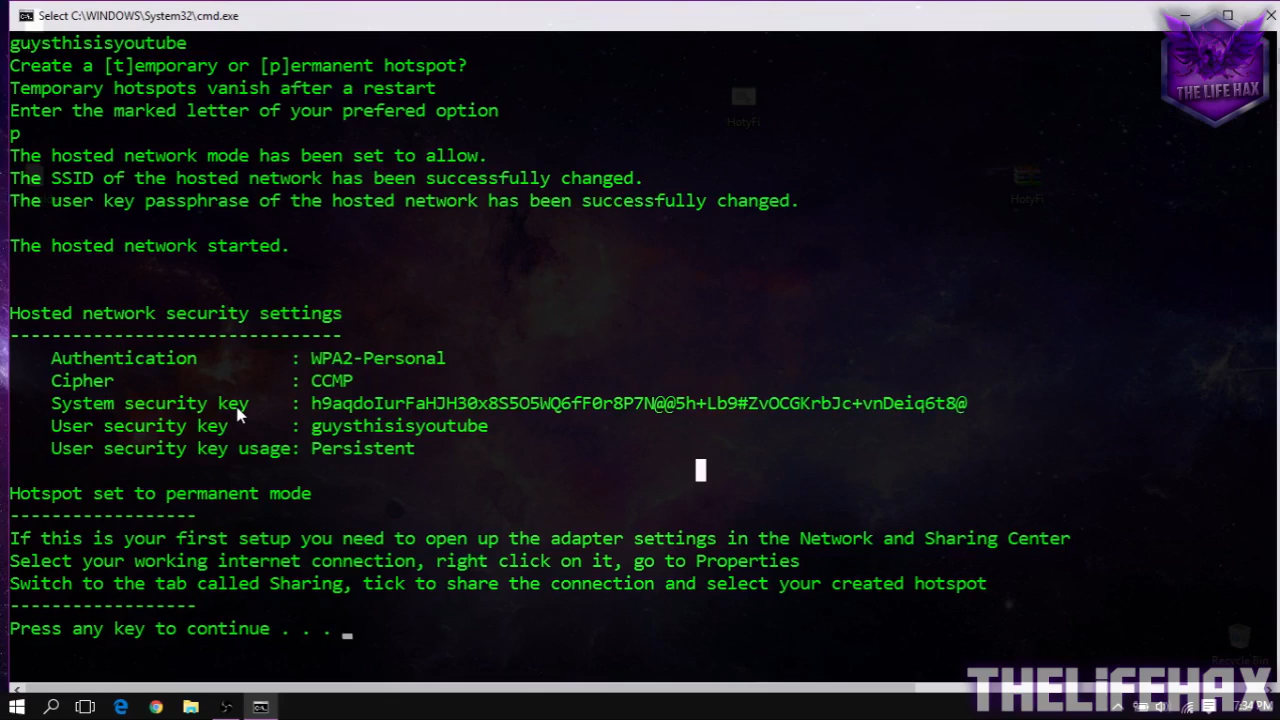 Select C:\WINDOWS\System32\cmd.exe
guysthisisyoutube
Create a [t]emporary or [p]ermanent hotspot?
Temporary hotspots vanish after a restart
Enter the marked letter of your prefered option
p
The hosted network mode has been set to allow.
The SSID of the hosted network has been successfully changed.
The user key passphrase of the hosted network has been successfully changed.
The hosted network started.
Hosted network security settings
--------------------------------
Authentication : WPA2-Personal
Cipher : CCMP
System security key : h9aqdoIurFaHJH30x8S5O5WQ6fF0r8P7N@@5h+Lb9#ZvOCGKrbJc+vnDeiq6t8@
User security key : guysthisisyoutube
User security key usage: Persistent
Hotspot set to permanent mode
------------------
If this is your first setup you need to open up the adapter settings in the Network and Sharing Center
Select your working internet connection, right click on it, go to Properties
Switch to the tab called Sharing, tick to share the connection and select your created hotspot
------------------
Press any key to continue . . .
THE LIFE HAX
HotyFi
HotyFi
Recycle Bin
THELiFEHAX
7:34 PM